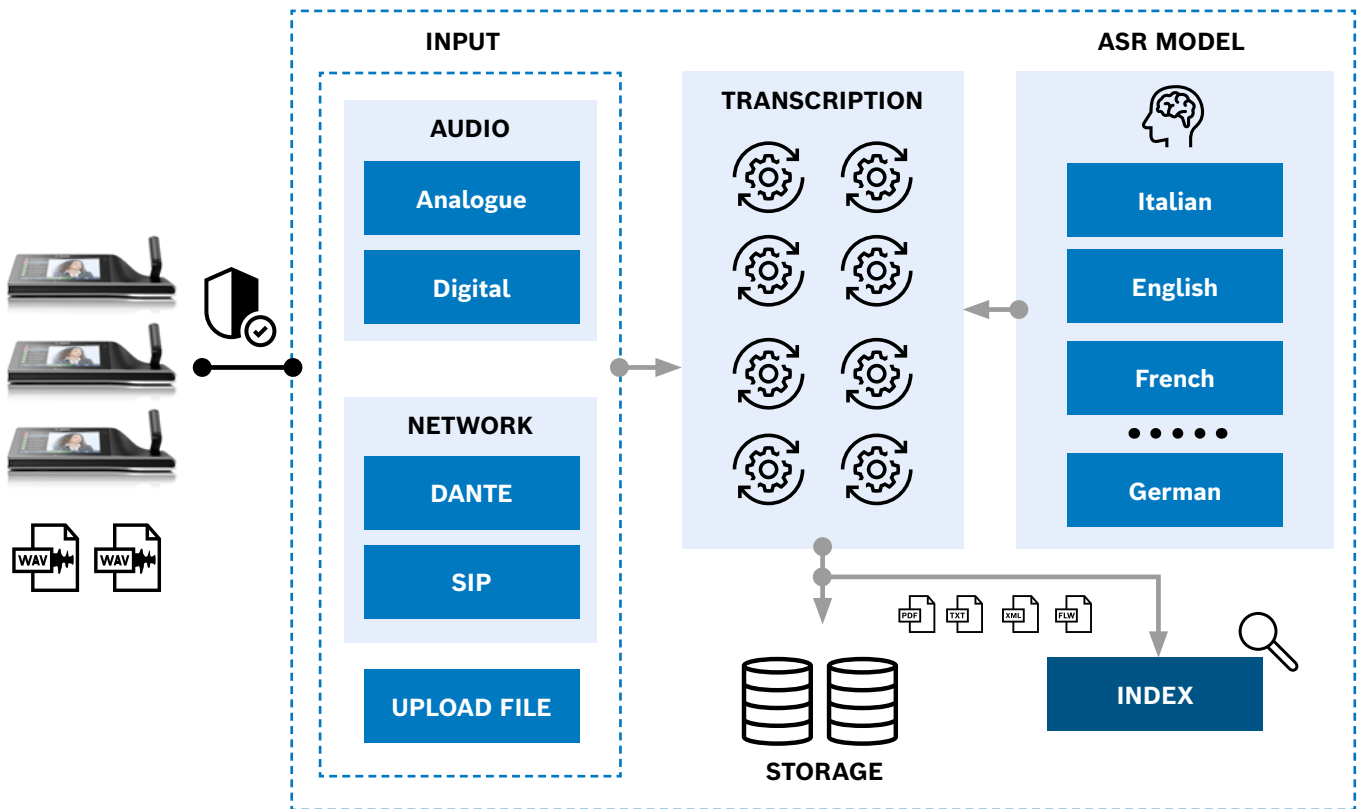 INPUT
AUDIO
Analogue
Digital
NETWORK
DANTE
SIP
UPLOAD FILE
WAV
WAV
TRANSCRIPTION
ASR MODEL
Italian
English
French
German
PDF
TXT
XML
FLW
STORAGE
INDEX